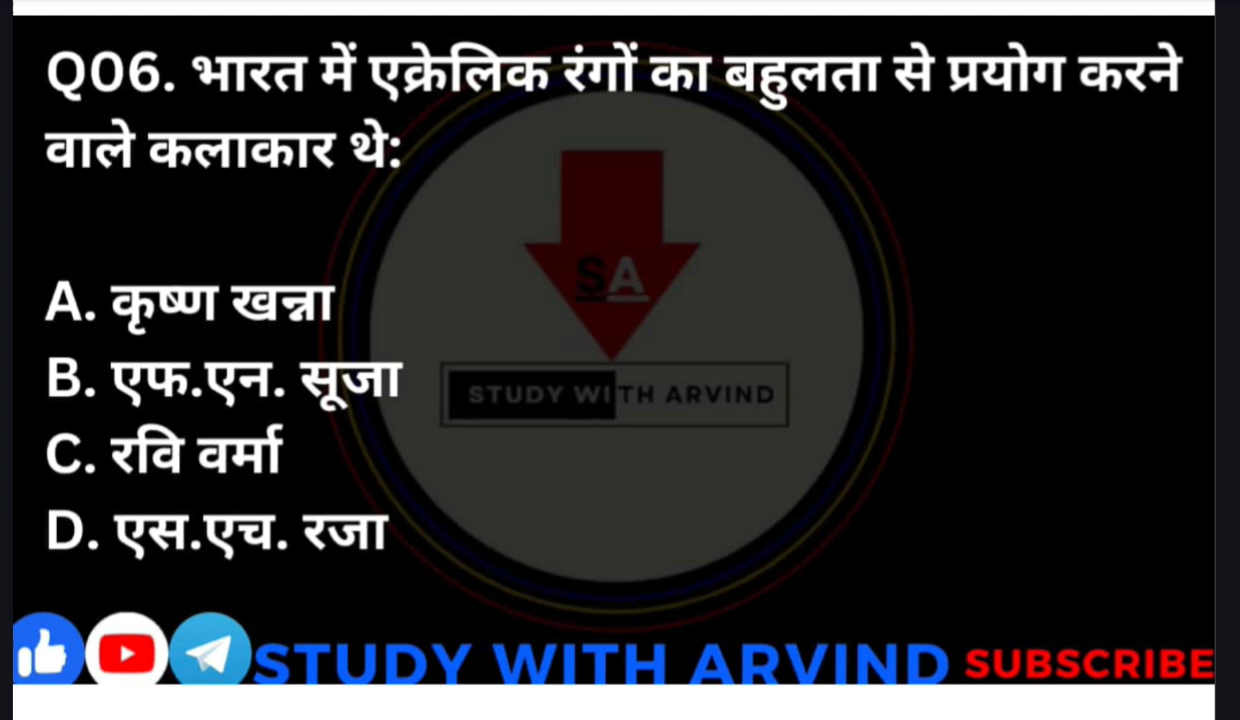 Q06. भारत में एक्रेलिक रंगों का बहुलता से प्रयोग करने
वाले कलाकार थे:
A. कृष्ण खन्ना
B. एफ.एन. सूजा
C. रवि वर्मा
D. एस.एच. रजा
SA
STUDY WITH ARVIND
STUDY WITH ARVIND SUBSCRIBE